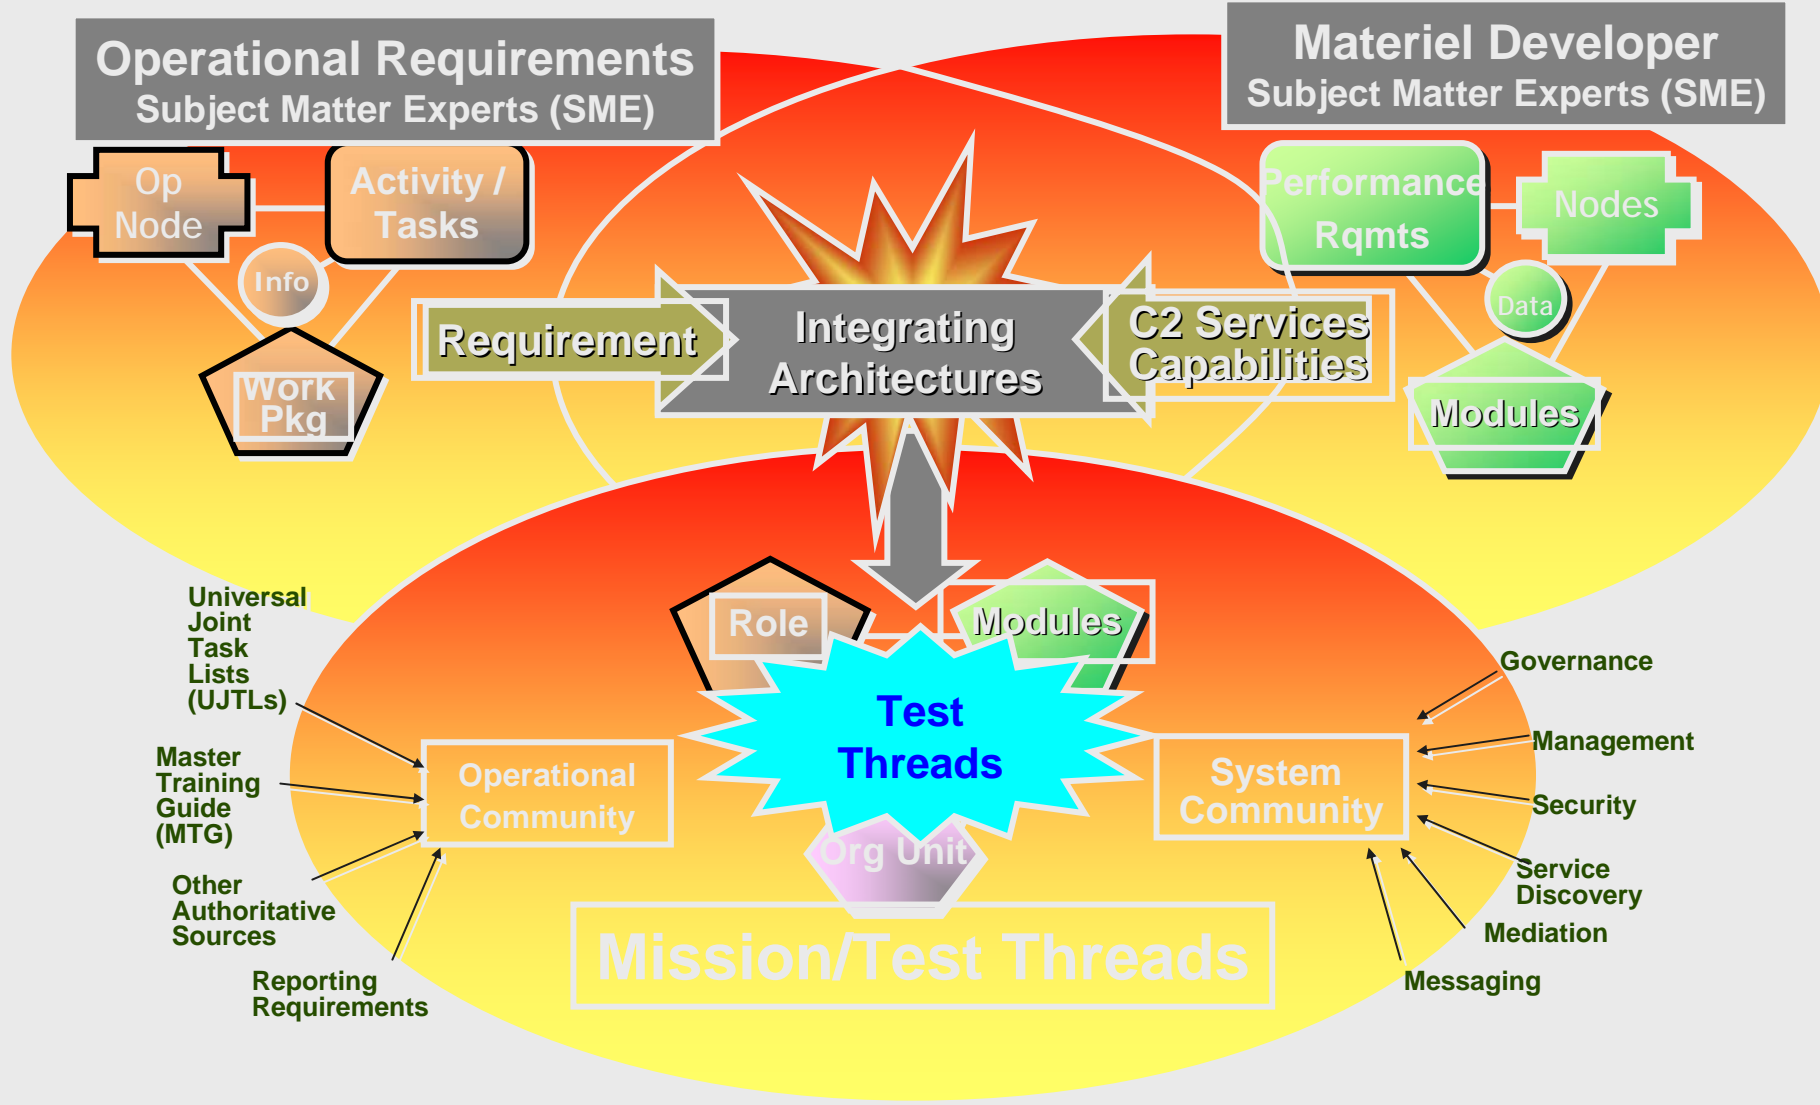 Operational Requirements
Subject Matter Experts (SME)
Materiel Developer
Subject Matter Experts (SME)
Op
Node
Activity /
Tasks
Info
Work
Pkg
Performance
Rqmts
Nodes
Data
Modules
Requirement
Integrating
Architectures
C2 Services
Capabilities
Role
Modules
Test
Threads
Org Unit
Universal
Joint
Task
Lists
(UJTLs)
Master
Training
Guide
(MTG)
Other
Authoritative
Sources
Reporting
Requirements
Operational
Community
System
Community
Governance
Management
Security
Service
Discovery
Mediation
Messaging
Mission/Test Threads